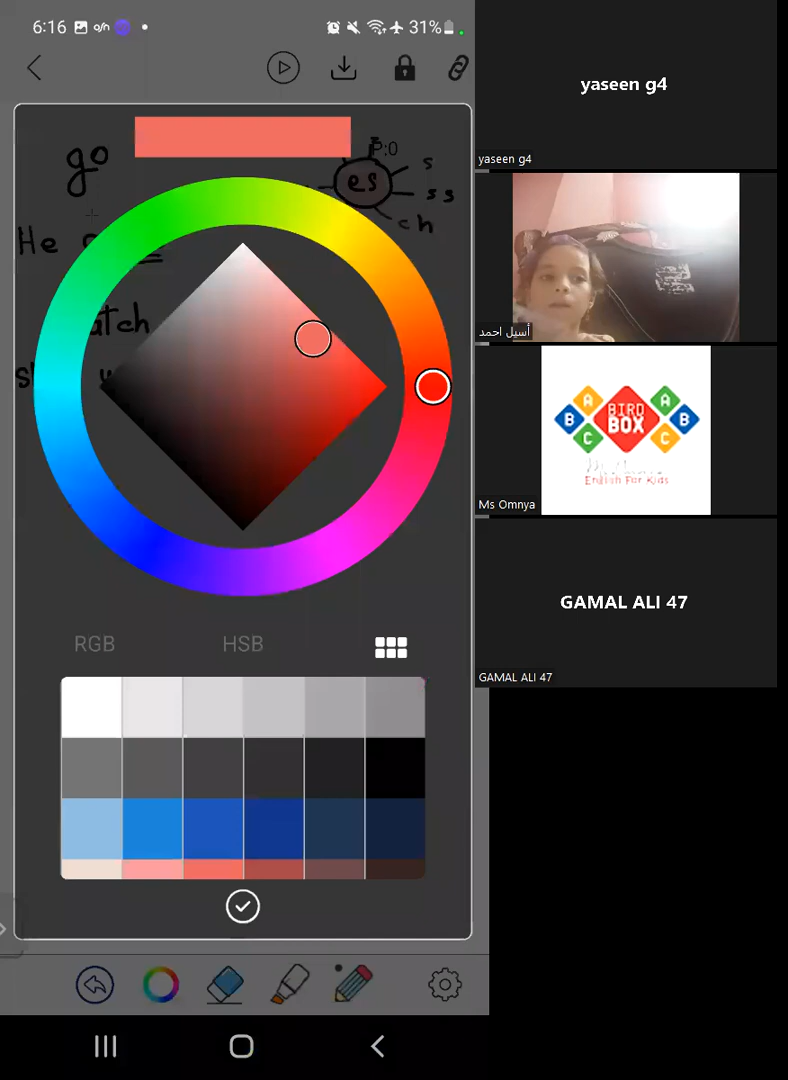 6:16
31%
yaseen g4
yaseen g4
go
P:0
es
s
ss
ch
He
atch
أسيل احمد
A A
B BIRD BOX B
C C
English For Kids
Ms Omnya
GAMAL ALI 47
GAMAL ALI 47
RGB HSB